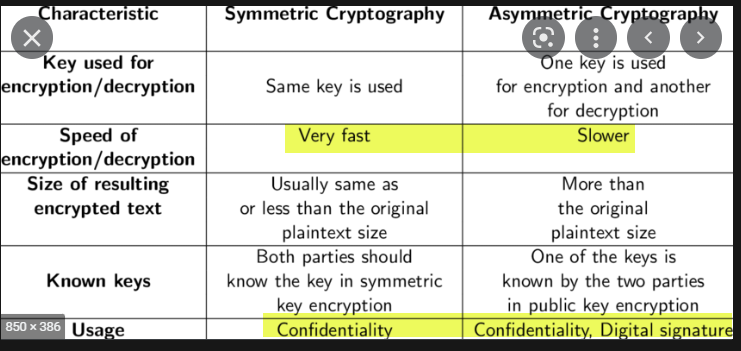 Characteristic Symmetric Cryptography Asymmetric Cryptography
Key used for
encryption/decryption
Same key is used
One key is used
for encryption and another
for decryption
Speed of
encryption/decryption
Very fast
Slower
Size of resulting
encrypted text
Usually same as
or less than the original
plaintext size
More than
the original
plaintext size
Known keys
Both parties should
know the key in symmetric
key encryption
One of the keys is
known by the two parties
in public key encryption
850 × 386
Usage
Confidentiality
Confidentiality, Digital signature